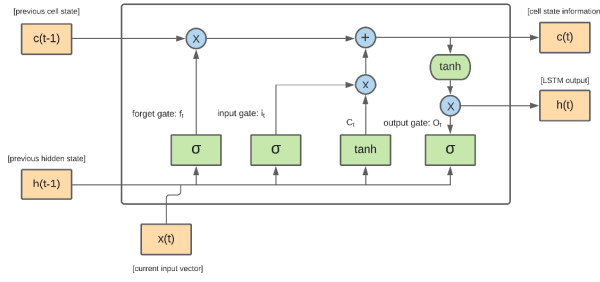 [previous cell state]
[cell state information]
c(t-1)
x
+
c(t)
tanh
[LSTM output]
x
x
h(t)
forget gate: fₜ
input gate: iₜ
Cₜ
output gate: Oₜ
σ
σ
tanh
σ
[previous hidden state]
h(t-1)
x(t)
[current input vector]